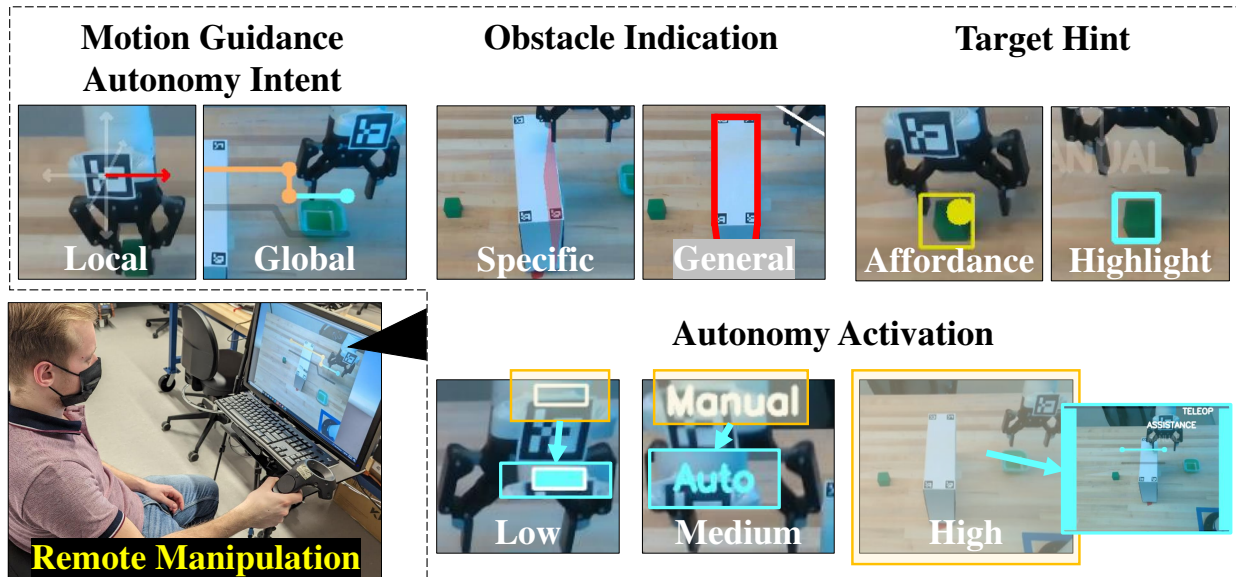 Motion Guidance
Autonomy Intent
Obstacle Indication
Target Hint
Local
Global
Specific
General
MANUAL
Affordance
Highlight
Remote Manipulation
Autonomy Activation
Low
Manual
Auto
Medium
High
TELEOP
ASSISTANCE